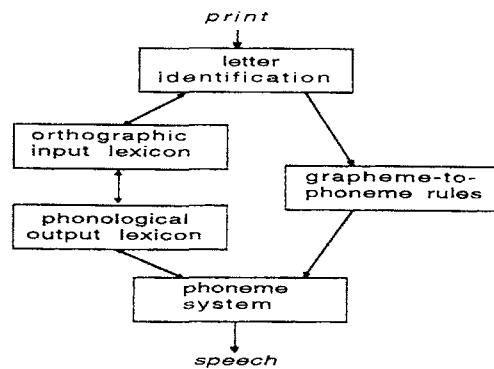 print
letter
identification
orthographic
input lexicon
grapheme-to-
phoneme rules
phonological
output lexicon
phoneme
system
speech